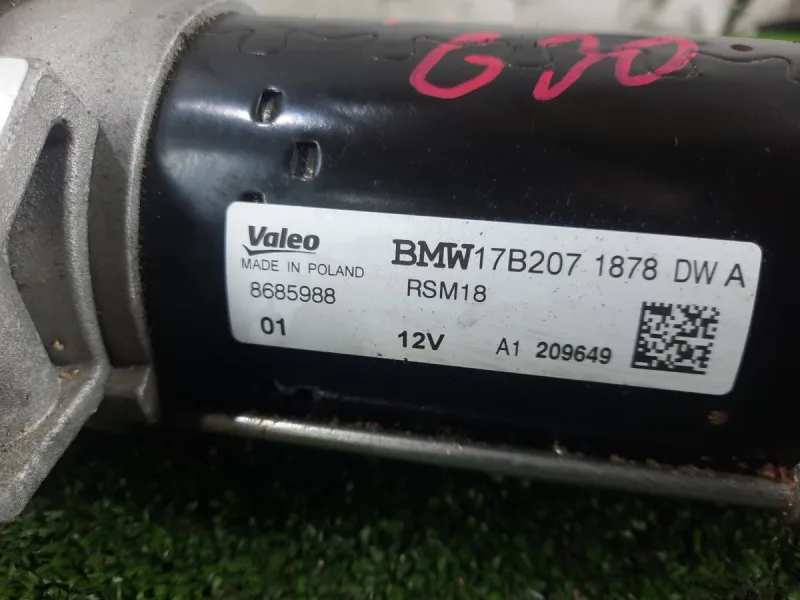 G30
Valeo
BMW17B207 1878 DW A
MADE IN POLAND
8685988 RSM18
01 12V A1 209649